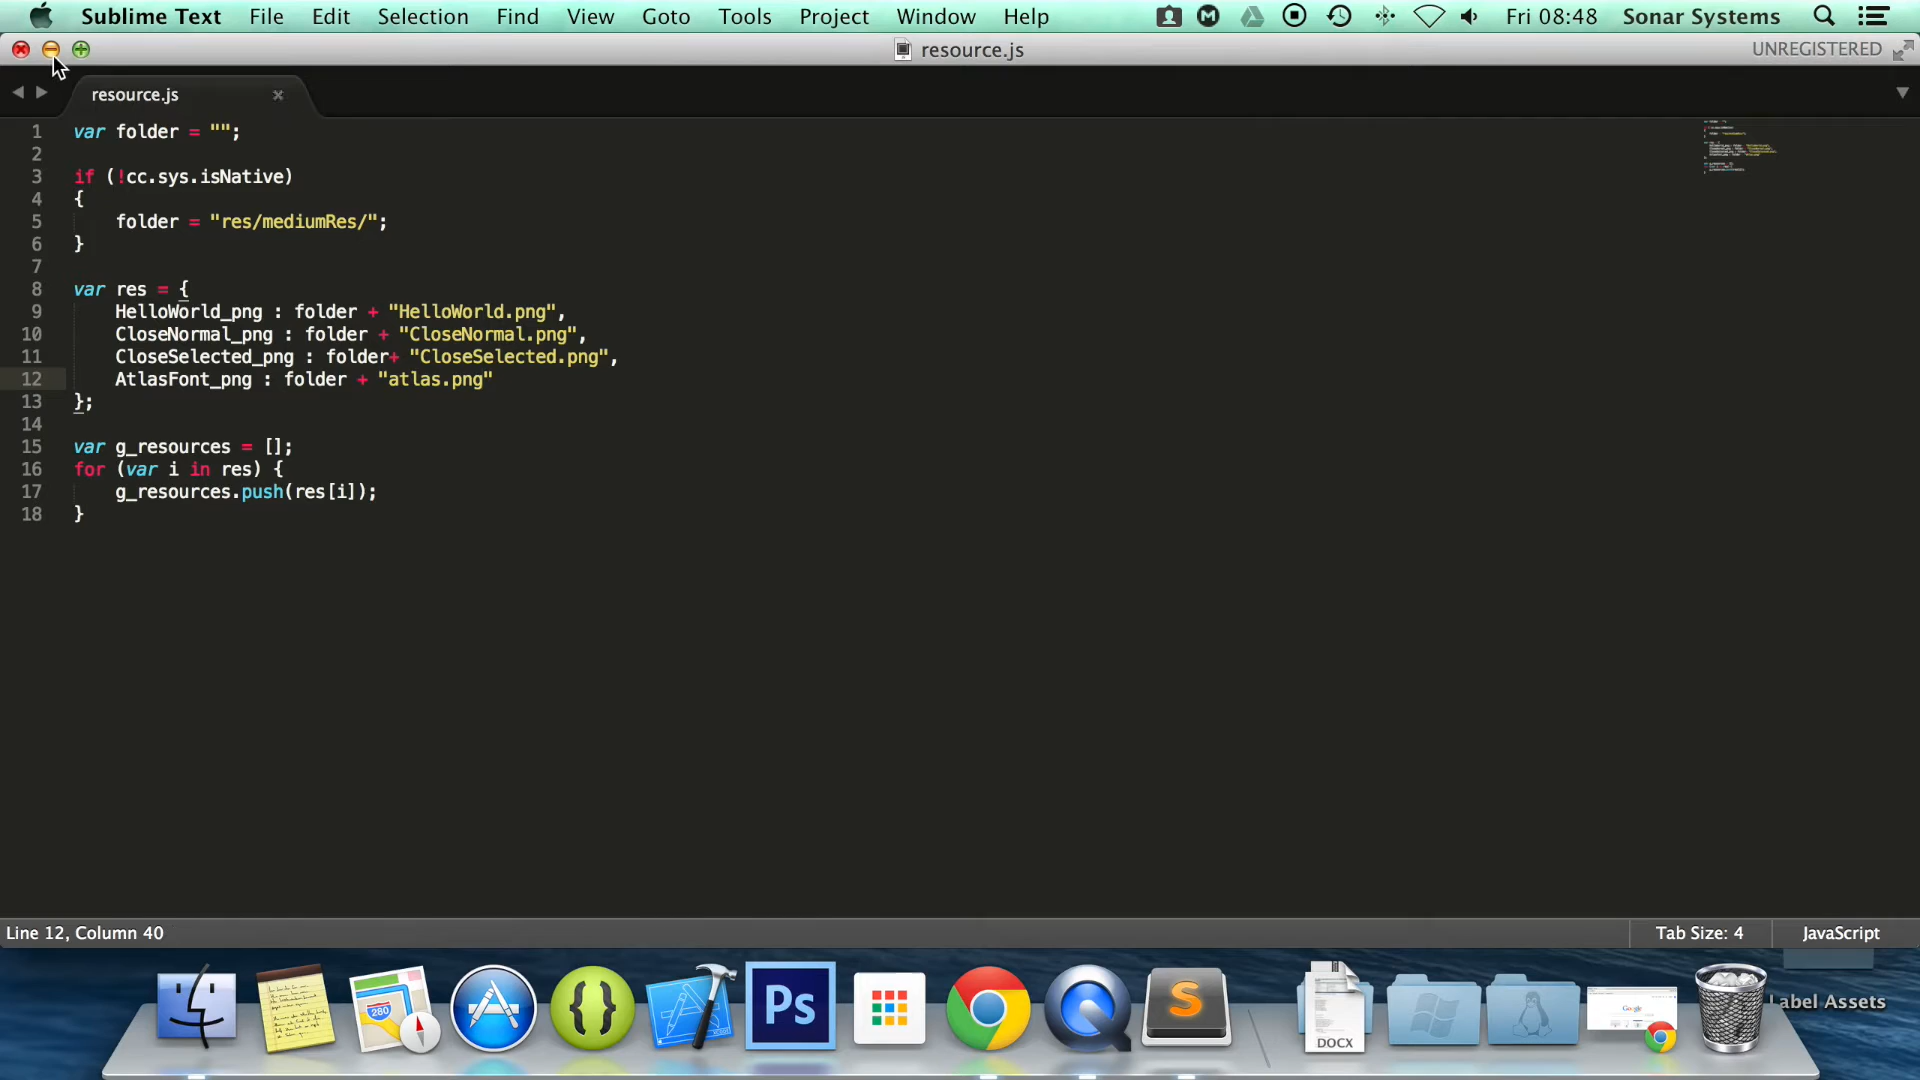 Sublime Text File Edit Selection Find View Goto Tools Project Window Help Fri 08:48 Sonar Systems
resource.js UNREGISTERED
resource.js
1 var folder = "";
2
3 if (!cc.sys.isNative)
4 {
5 folder = "res/mediumRes/";
6 }
7
8 var res = {
9 HelloWorld_png : folder + "HelloWorld.png",
10 CloseNormal_png : folder + "CloseNormal.png",
11 CloseSelected_png : folder+ "CloseSelected.png",
12 AtlasFont_png : folder + "atlas.png"
13 };
14
15 var g_resources = [];
16 for (var i in res) {
17 g_resources.push(res[i]);
18 }
Line 12, Column 40 Tab Size: 4 JavaScript
280
{}
Ps
S
DOCX
Google
Label Assets